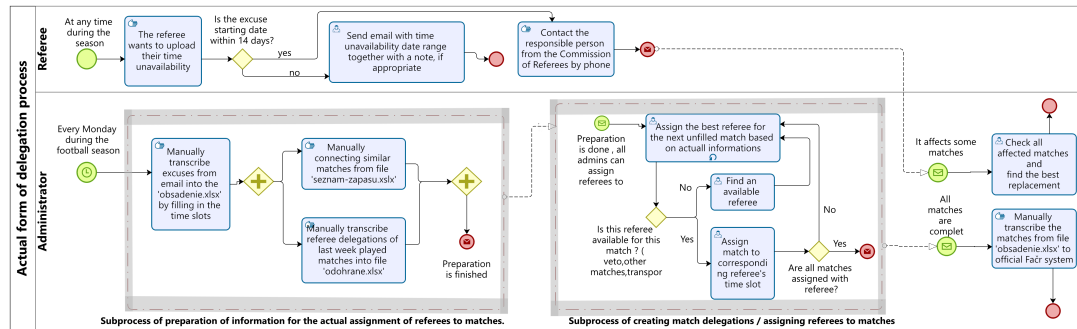 Actual form of delegation process
Referee
At any time
during the
season
The referee
wants to upload
their time
unavailability
Is the excuse
starting date
within 14 days?
yes
no
Send email with time
unavailability date range
together with a note, if
appropriate
Contact the
responsible person
from the Commission
of Referees by phone
Administrator
Every Monday
during the
football season
Manually
transcribe
excuses from
email into the
'obsadenie.xlsx'
by filling in the
time slots
Manually
connecting similar
matches from file
'seznam-zapasu.xslx'
Manually transcribe
referee delegations of
last week played
matches into file
'odohrane.xlsx'
Preparation
is finished
Subprocess of preparation of information for the actual assignment of referees to matches.
Preparation
is done , all
admins can
assign
referees to
Assign the best referee for
next unfilled match based
on actuall informations
No
Find an
available
referee
Is this referee
available for this
match ? (
veto,other
matches,transpor
Yes
Assign
match to
correspondi
ng referee's
time slot
No
Yes
Are all matches
assigned with
referee?
Subprocess of creating match delegations / assigning referees to matches
It affects some
matches
Check all
affected matches
and
find the best
replacement
All
matches
are
complet
Manually
transcribe the
matches from file
'obsadenie.xlsx' to
official Fačr system